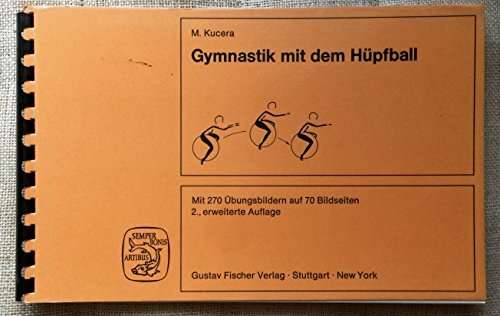 M. Kucera
Gymnastik mit dem Hüpfball
Mit 270 Übungsbildern auf 70 Bildseiten
2., erweiterte Auflage
SEMPER
BONIS
ARTIBUS
Gustav Fischer Verlag · Stuttgart · New York